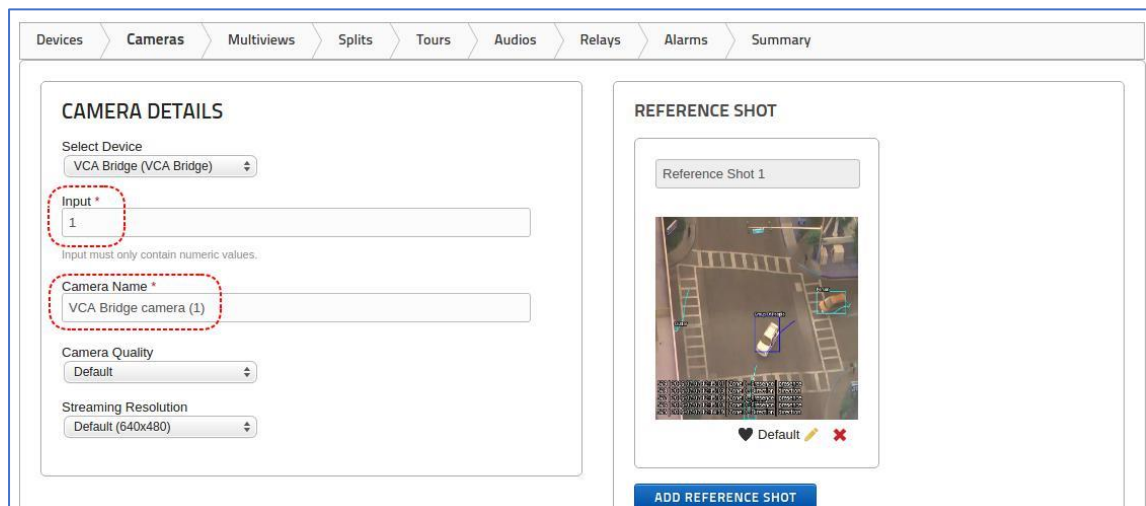 Devices
Cameras
Multiviews
Splits
Tours
Audios
Relays
Alarms
Summary
CAMERA DETAILS
Select Device
VCA Bridge (VCA Bridge)
Input *
1
Input must only contain numeric values.
Camera Name *
VCA Bridge camera (1)
Camera Quality
Default
Streaming Resolution
Default (640x480)
REFERENCE SHOT
Reference Shot 1
Default
ADD REFERENCE SHOT